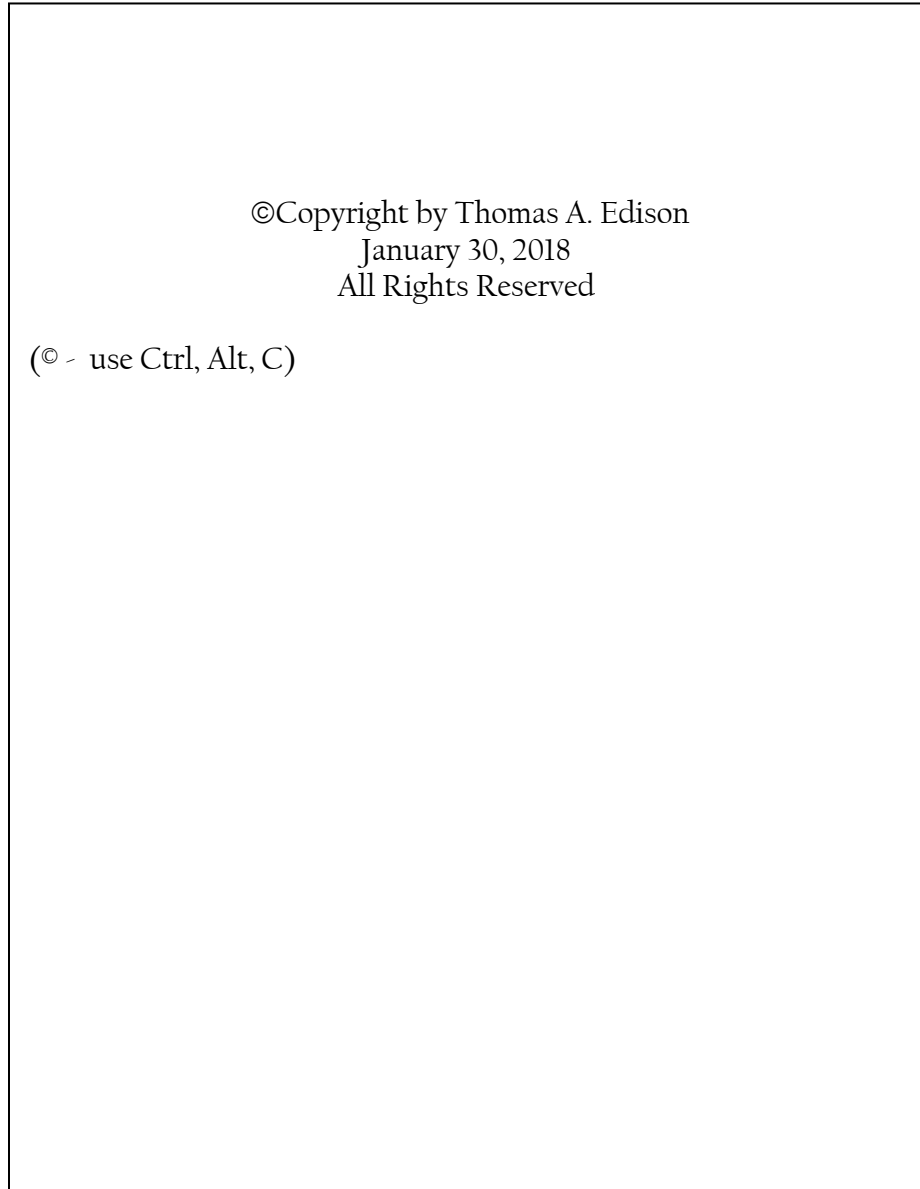 ©Copyright by Thomas A. Edison
January 30, 2018
All Rights Reserved
(© - use Ctrl, Alt, C)